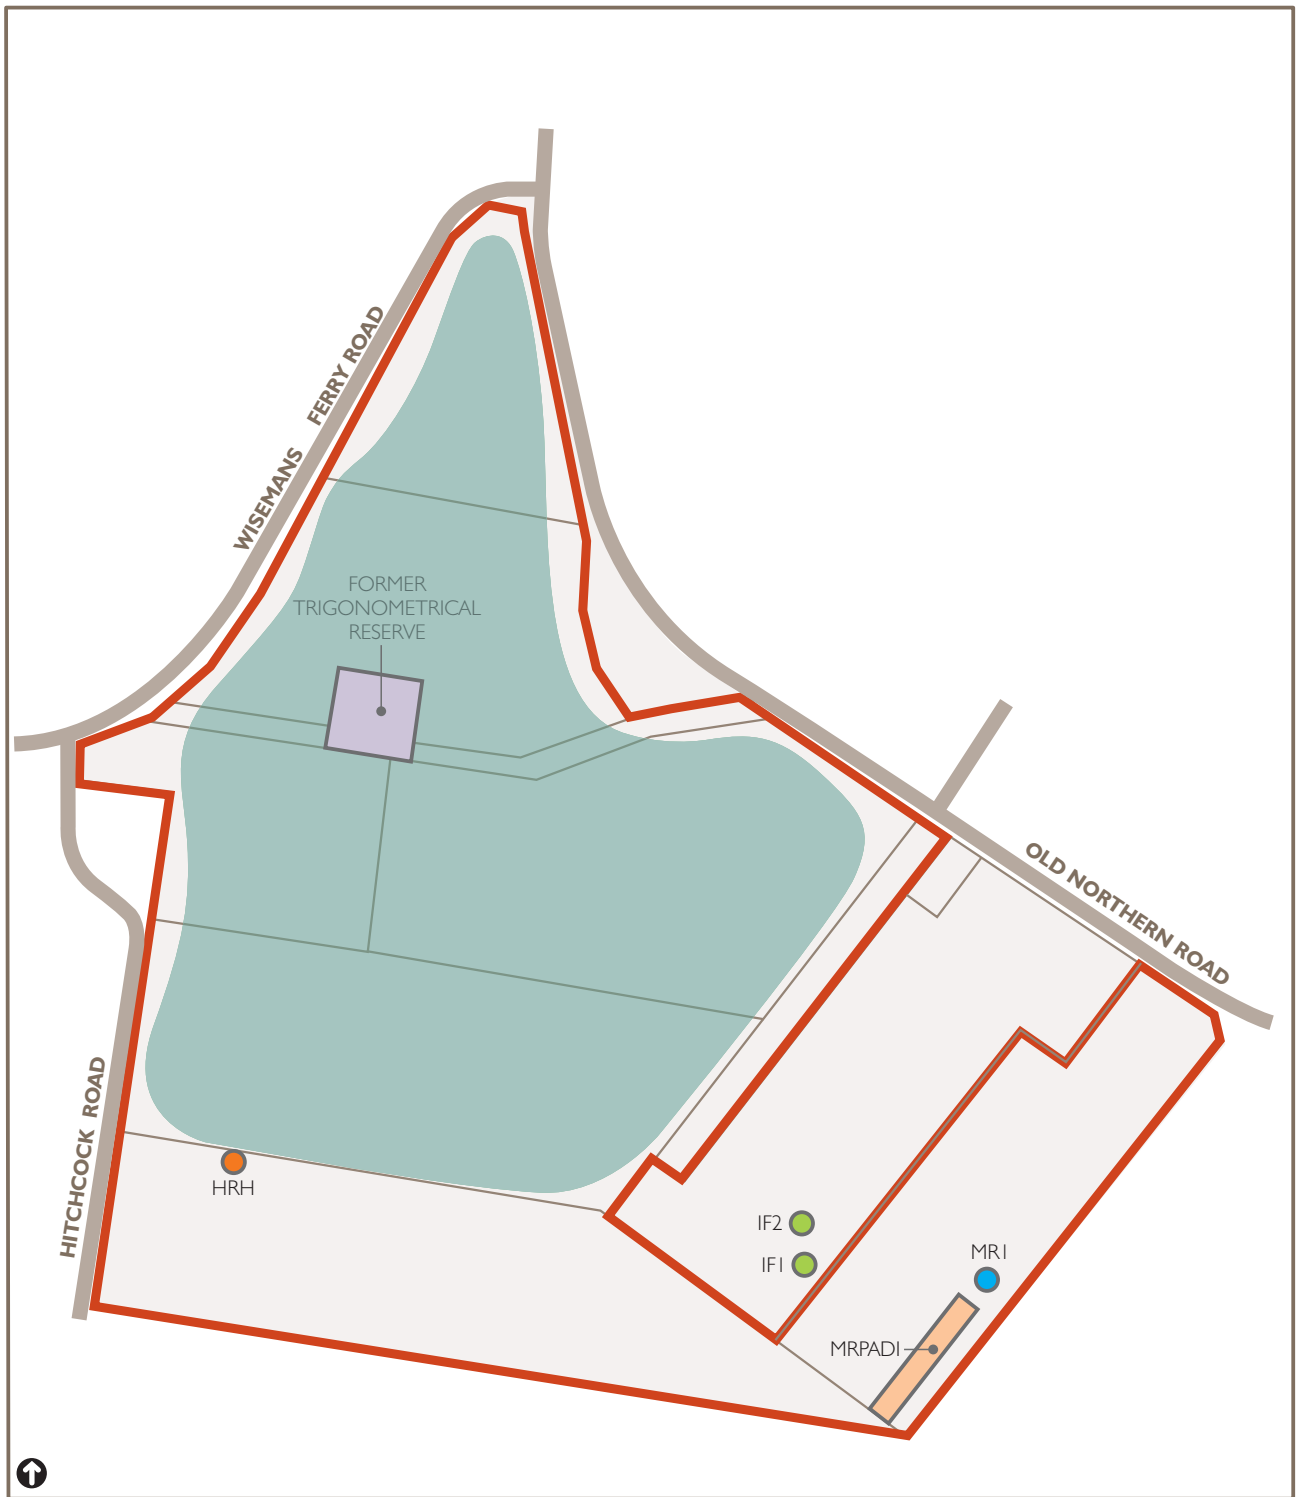 WISEMANS FERRY ROAD
FORMER
TRIGONOMETRICAL
RESERVE
OLD NORTHERN ROAD
HITCHCOCK ROAD
HRH
IF2
IF1
MR1
MRPAD1